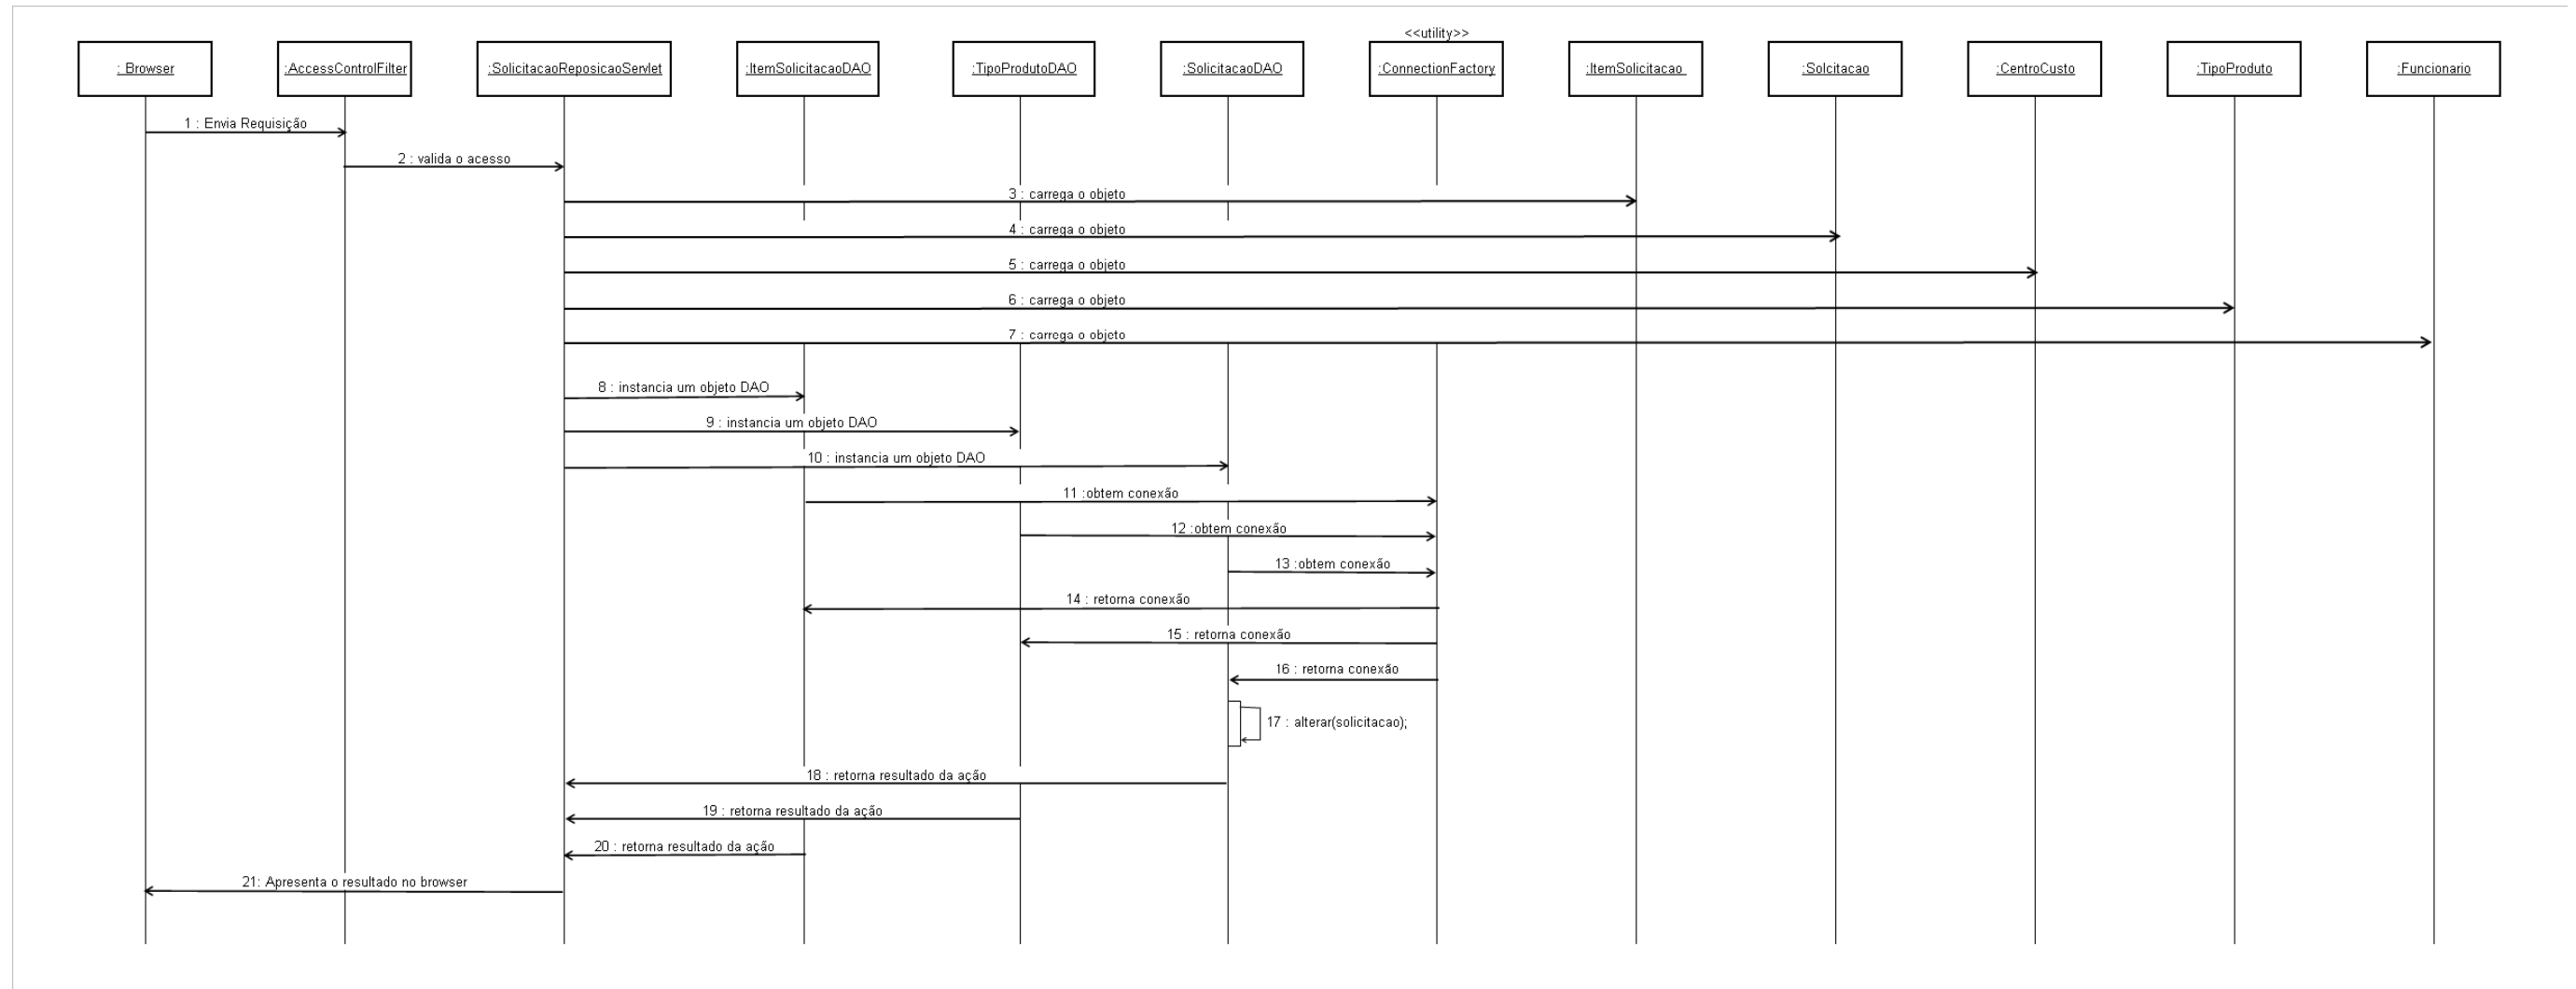 <<utility>>
: Browser
:AccessControlFilter
:SolicitacaoReposicaoServlet
:ItemSolicitacaoDAO
:TipoProdutoDAO
:SolicitacaoDAO
:ConnectionFactory
:ItemSolicitacao
:Solcitacao
:CentroCusto
:TipoProduto
:Funcionario
1 : Envia Requisição
2 : valida o acesso
3 : carrega o objeto
4 : carrega o objeto
5 : carrega o objeto
6 : carrega o objeto
7 : carrega o objeto
8 : instancia um objeto DAO
9 : instancia um objeto DAO
10 : instancia um objeto DAO
11 :obtem conexão
12 :obtem conexão
13 :obtem conexão
14 : retorna conexão
15 : retorna conexão
16 : retorna conexão
17 : alterar(solicitacao);
18 : retorna resultado da ação
19 : retorna resultado da ação
20 : retorna resultado da ação
21: Apresenta o resultado no browser